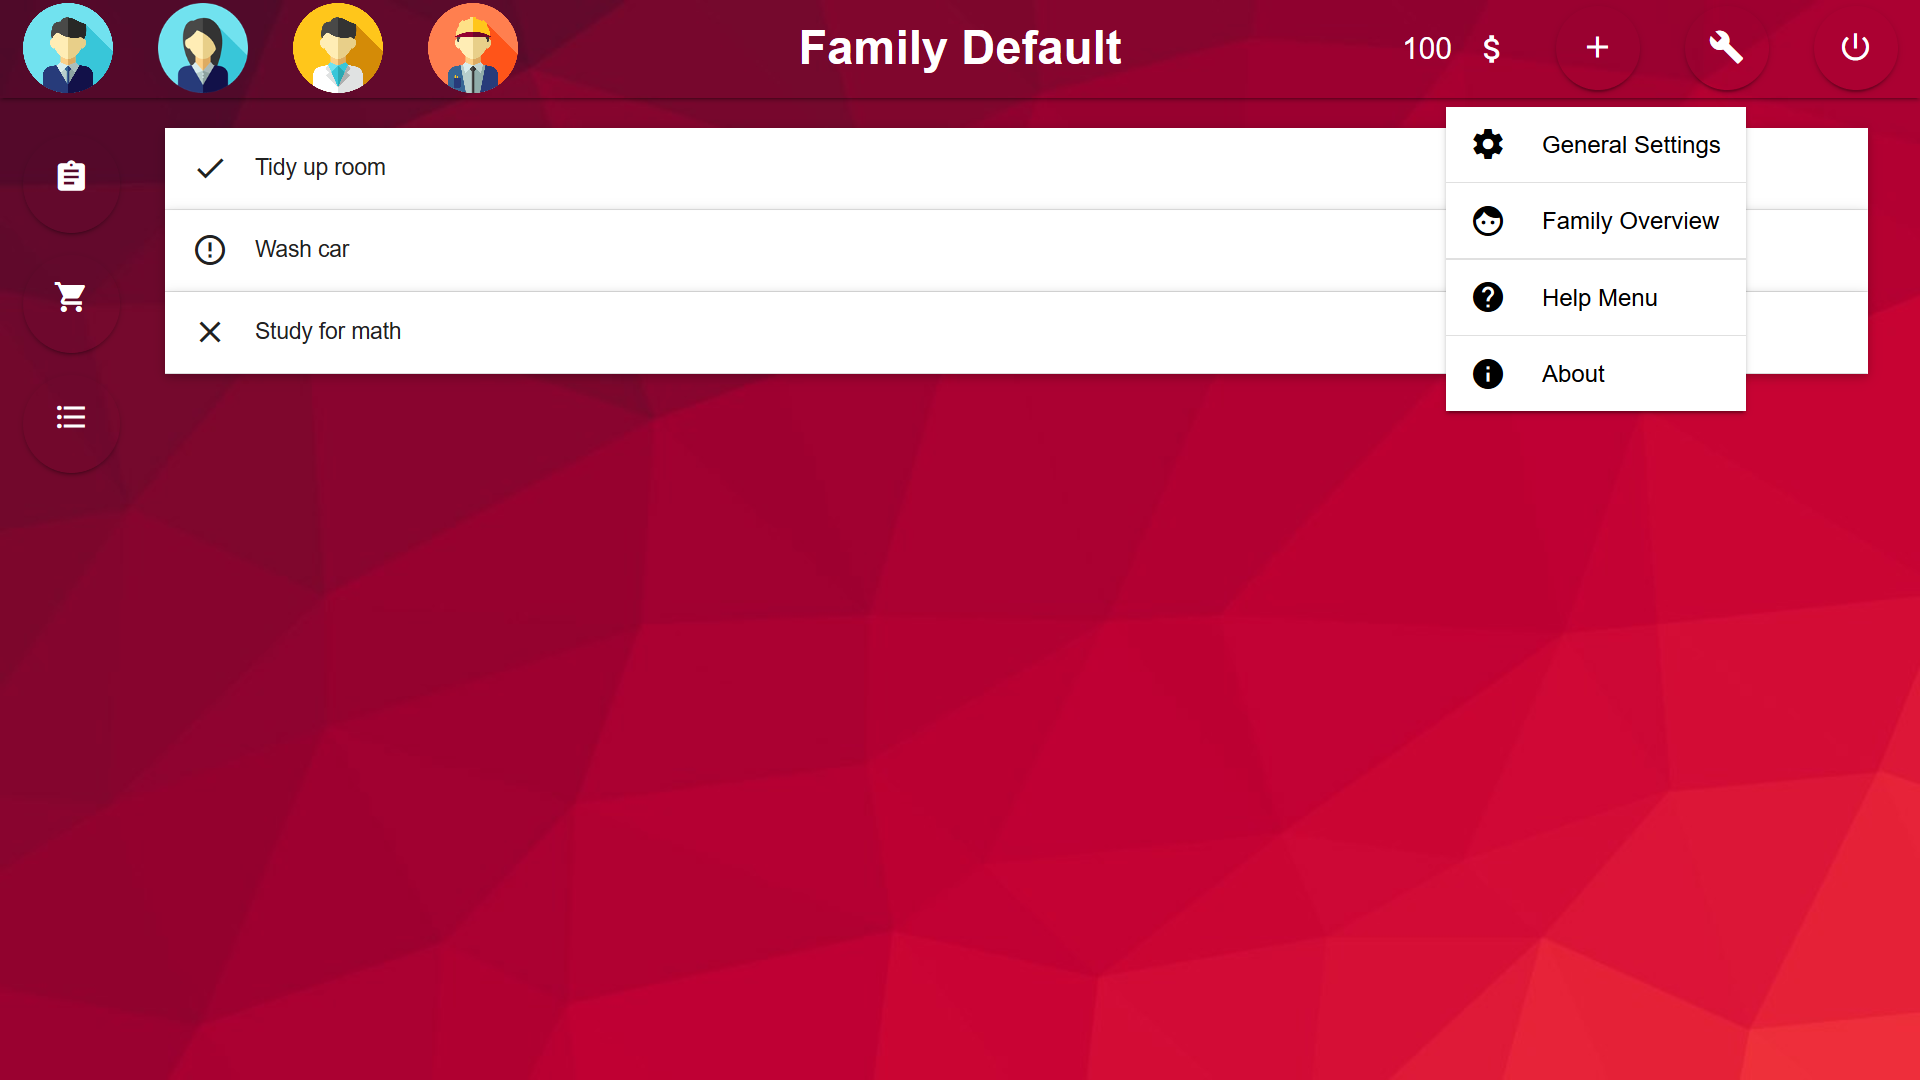 Family Default
100 $
Tidy up room
Wash car
Study for math
General Settings
Family Overview
Help Menu
About